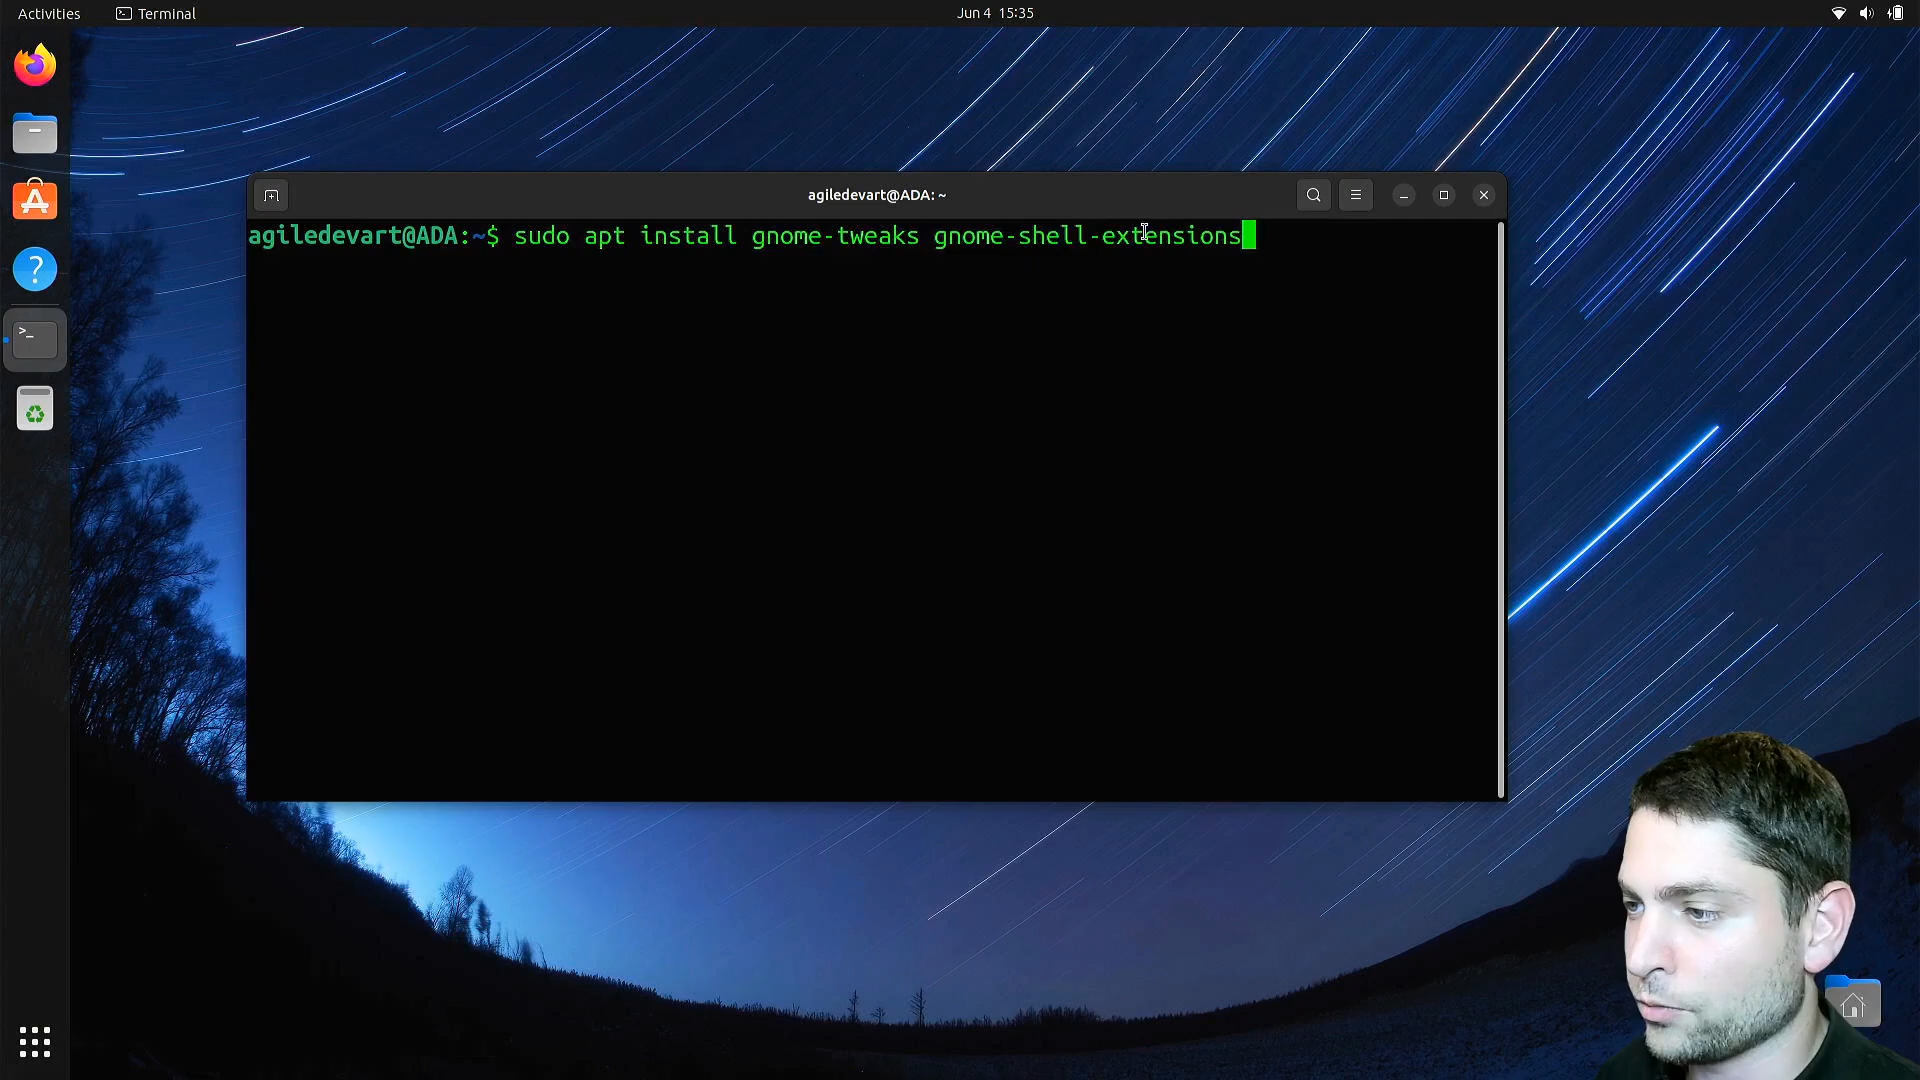 Activities
Terminal
Jun 4 15:35
agiledevart@ADA: ~
agiledevart@ADA:~$ sudo apt install gnome-tweaks gnome-shell-extensions